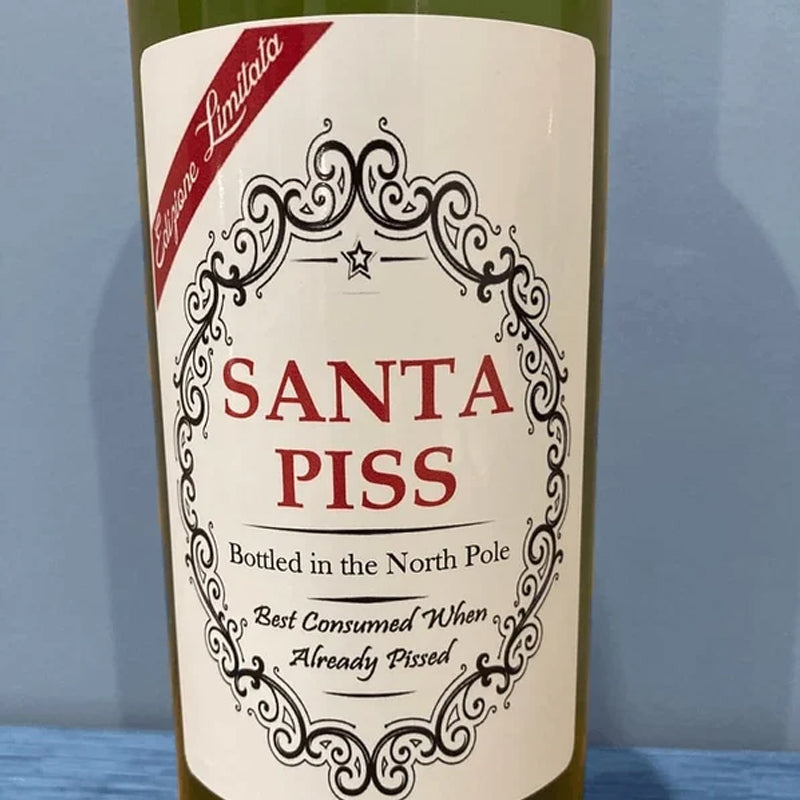 Edizione Limitata
SANTA
PISS
Bottled in the North Pole
Best Consumed When
Already Pissed